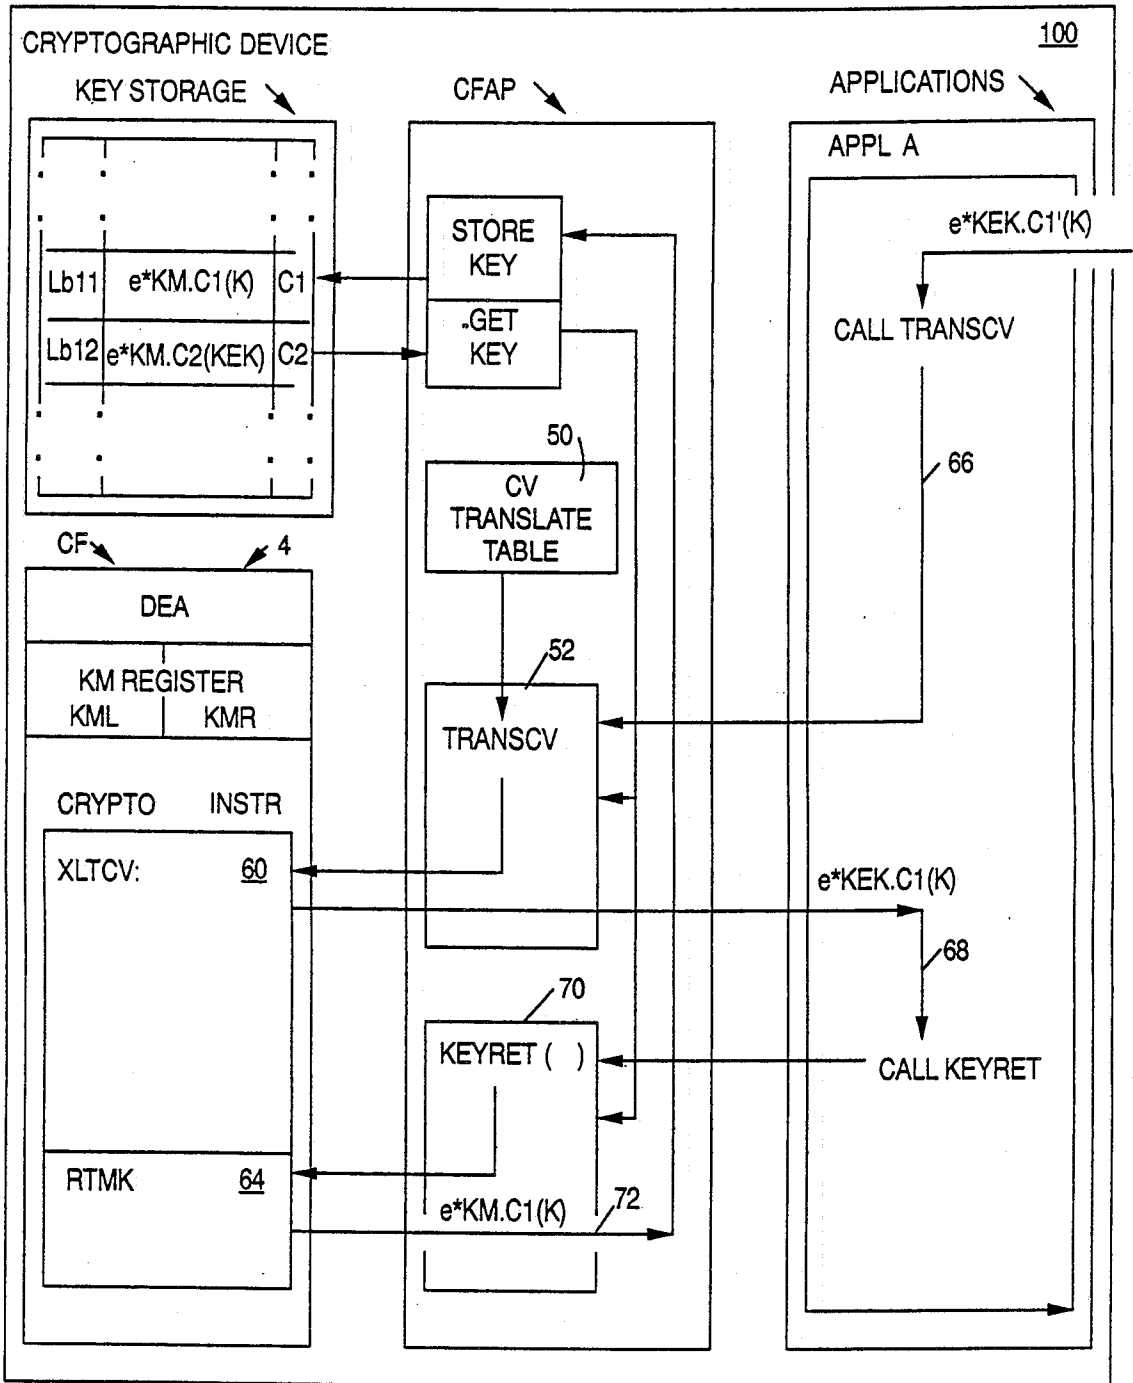 CRYPTOGRAPHIC DEVICE
100
KEY STORAGE
CFAP
APPLICATIONS
APPL A
STORE
KEY
e*KEK.C1'(K)
Lb11 e*KM.C1(K) C1
GET
KEY
CALL TRANSCV
Lb12 e*KM.C2(KEK) C2
50
66
CV
TRANSLATE
TABLE
CF
4
DEA
KM REGISTER
KML KMR
52
TRANSCV
CRYPTO INSTR
XLTCV: 60
e*KEK.C1(K)
68
70
KEYRET ( )
CALL KEYRET
RTMK 64
e*KM.C1(K)
72